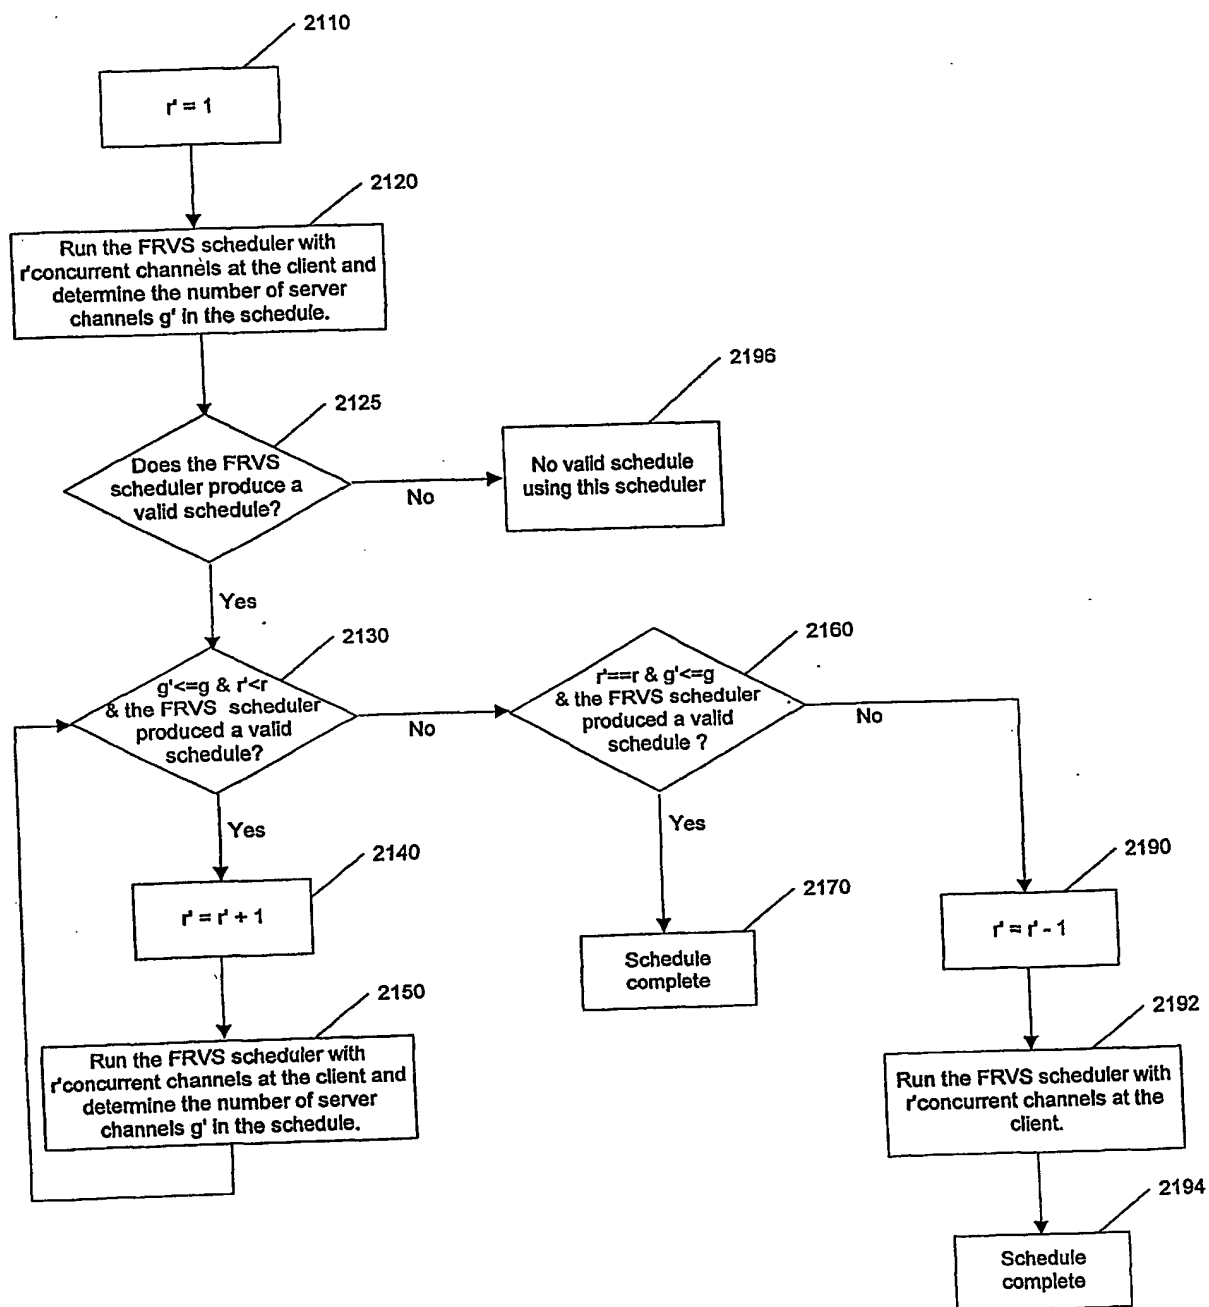 2110
r' = 1
2120
Run the FRVS scheduler with
r'concurrent channels at the client and
determine the number of server
channels g' in the schedule.
2196
2125
Does the FRVS
scheduler produce a
valid schedule?
No
No valid schedule
using this scheduler
Yes
2130
g'<=g & r'<r
& the FRVS scheduler
produced a valid
schedule?
No
2160
r'==r & g'<=g
& the FRVS scheduler
produced a valid
schedule ?
No
Yes
2140
r' = r' + 1
Yes
2170
Schedule
complete
2190
r' = r' - 1
2150
Run the FRVS scheduler with
r'concurrent channels at the client and
determine the number of server
channels g' in the schedule.
2192
Run the FRVS scheduler with
r'concurrent channels at the
client.
2194
Schedule
complete